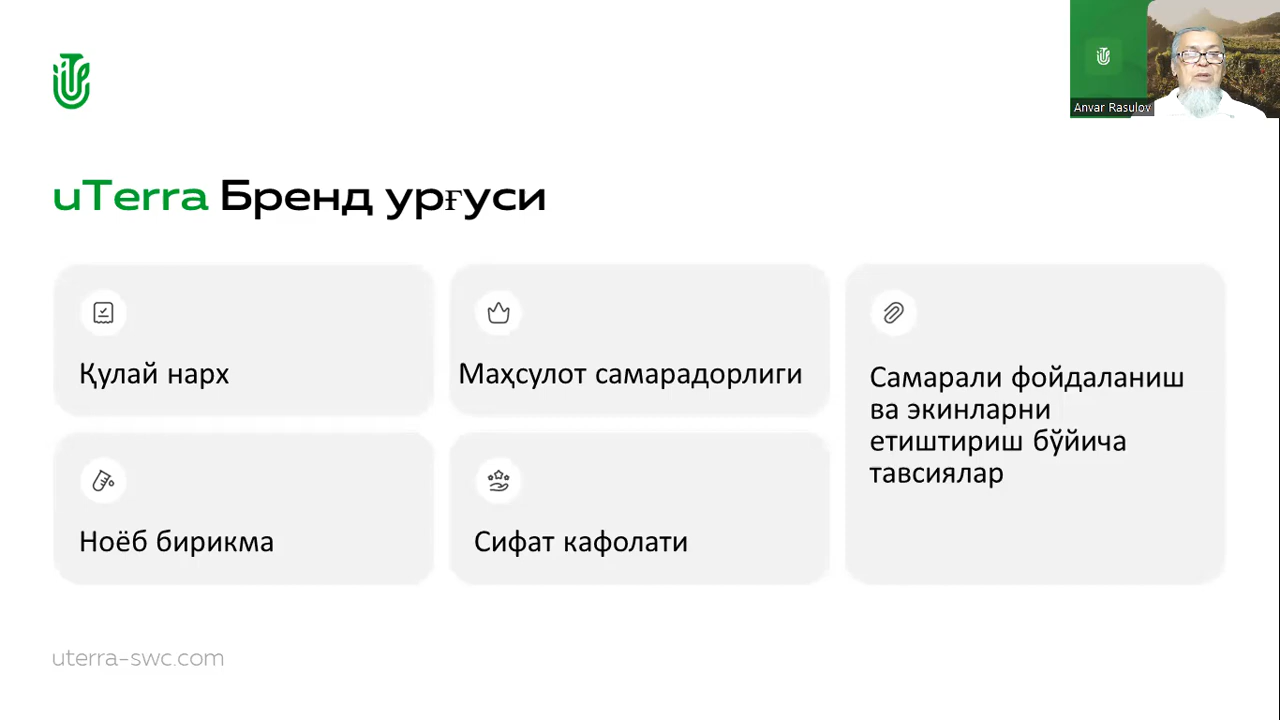 Anvar Rasulov
uTerra Бренд урғуси
Қулай нарх
Маҳсулот самарадорлиги
Самарали фойдаланиш
ва экинларни
етиштириш бўйича
тавсиялар
Ноёб бирикма
Сифат кафолати
uterra-swc.com